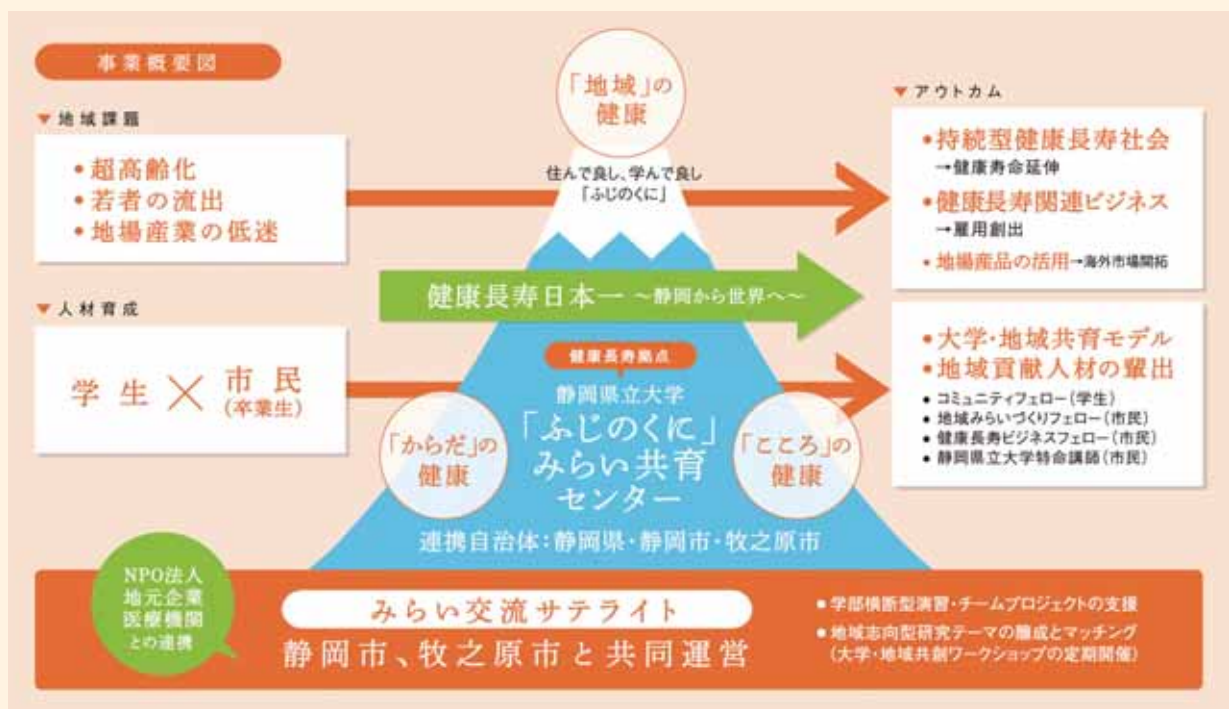 事業概要図
▼地域課題
• 超高齢化
• 若者の流出
• 地場産業の低迷
▼人材育成
学生×市民
(卒業生)
「地域」の
健康
住んで良し、学んで良し
「ふじのくに」
健康長寿日本一 ～静岡から世界へ～
健康長寿拠点
静岡県立大学
「ふじのくに」
みらい共育
センター
「からだ」の
健康
「こころ」の
健康
連携自治体：静岡県・静岡市・牧之原市
▼アウトカム
•持続型健康長寿社会
→健康寿命延伸
•健康長寿関連ビジネス
→雇用創出
• 地場産品の活用→海外市場開拓
•大学・地域共育モデル
•地域貢献人材の輩出
● コミュニティフェロー(学生)
● 地域みらいづくりフェロー(市民)
● 健康長寿ビジネスフェロー(市民)
● 静岡県立大学特命講師(市民)
NPO法人
地元企業
医療機関
との連携
みらい交流サテライト
静岡市、牧之原市と共同運営
●学部横断型演習・チームプロジェクトの支援
●地域志向型研究テーマの醸成とマッチング
(大学・地域共創ワークショップの定期開催)